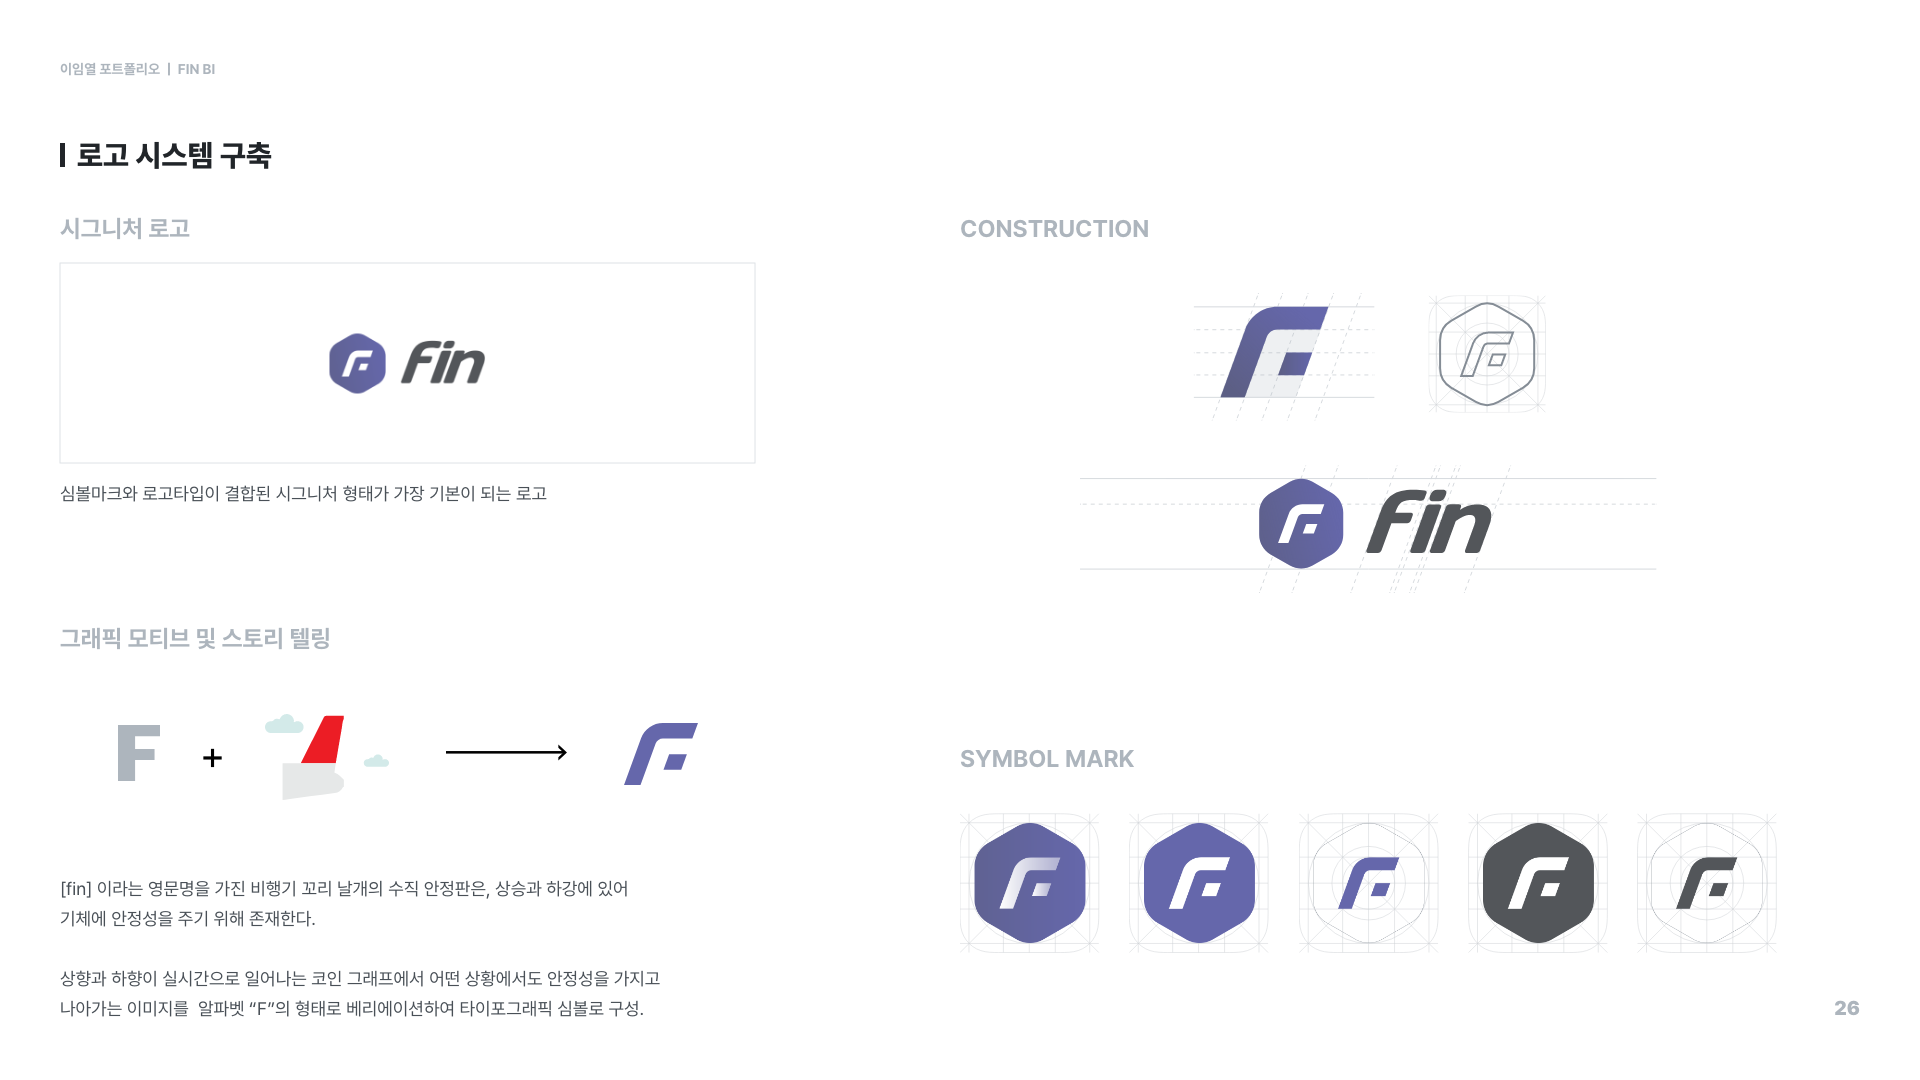 이임열 포트폴리오 | FIN BI
로고 시스템 구축
시그니처 로고
fin
심볼마크와 로고타입이 결합된 시그니처 형태가 가장 기본이 되는 로고
그래픽 모티브 및 스토리 텔링
F +
[fin] 이라는 영문명을 가진 비행기 꼬리 날개의 수직 안정판은, 상승과 하강에 있어
기체에 안정성을 주기 위해 존재한다.
상향과 하향이 실시간으로 일어나는 코인 그래프에서 어떤 상황에서도 안정성을 가지고
나아가는 이미지를 알파벳 “F”의 형태로 베리에이션하여 타이포그래픽 심볼로 구성.
CONSTRUCTION
fin
SYMBOL MARK
26